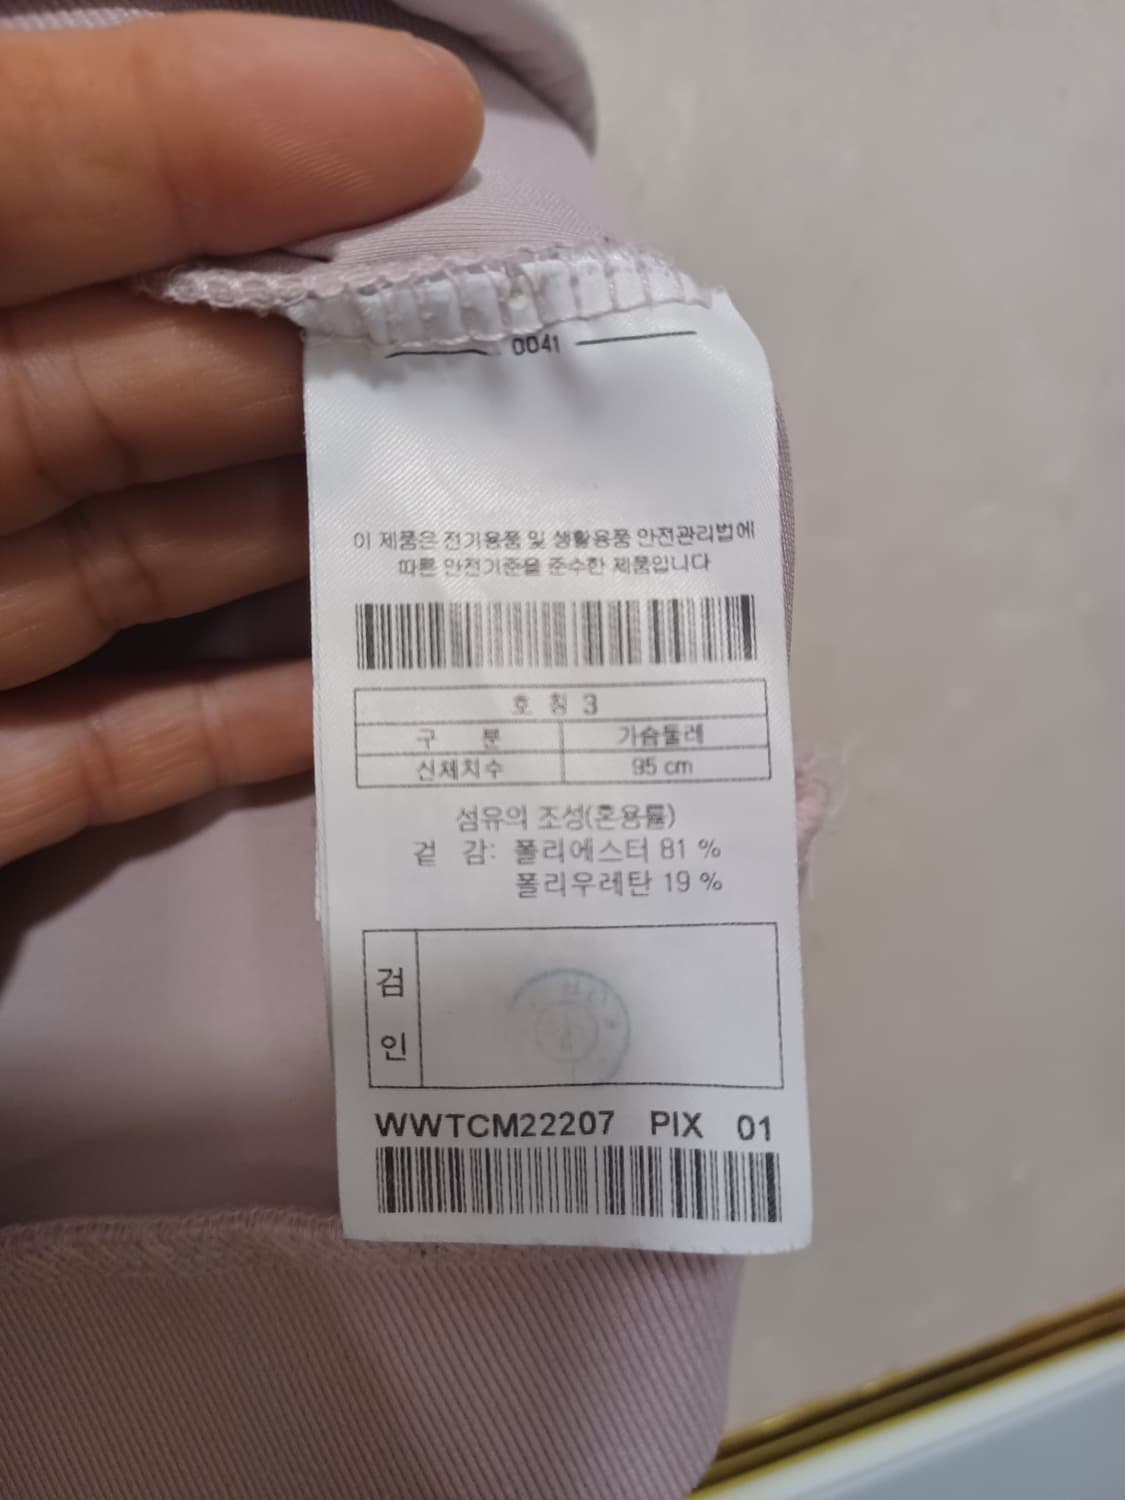 0041
이 제품은 전기용품 및 생활용품 안전관리법에
따른 안전기준을 준수한 제품입니다
호 칭 3
구 분 가슴둘레
신체치수 95 cm
섬유의 조성(혼용률)
겉 감: 폴리에스터 81 %
폴리우레탄 19 %
검
인
WWTCM22207 PIX 01